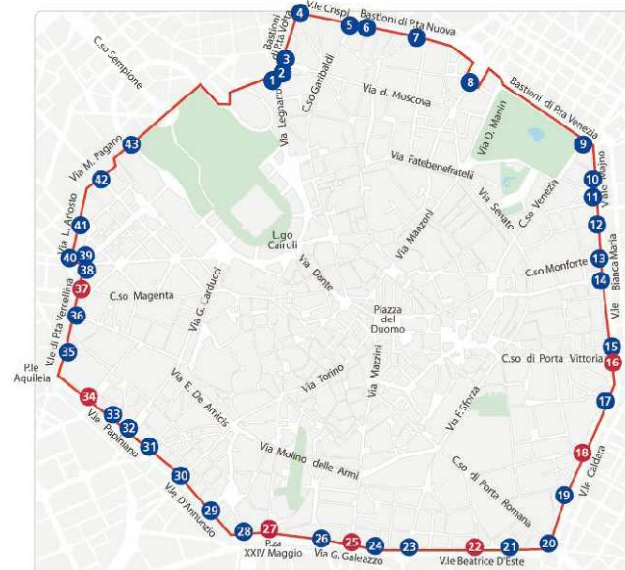 V.le Crispi
Bastioni di P.ta Nuova
4
5
6
7
Bastioni
di P.ta Volta
C.so Sempione
3
2
1
8
C.so Garibaldi
Via Legnano
Via d. Moscova
Bastioni di P.ta Venezia
Via D. Manin
9
43
Via M. Pagano
Via Fatebenefratelli
42
10
V.le Majno
11
Via Senato
C.so Venezia
41
Via L. Ariosto
12
Via Manzoni
L.go
Cairoli
40
39
38
13
C.so Monforte
14
V.le Bianca Maria
Via Dante
37
C.so Magenta
Via G. Carducci
36
V.le di P.ta Vercellina
Piazza
del
Duomo
15
35
C.so di Porta Vittoria
16
P.le
Aquileia
Via Torino
Via Mazzini
34
Via E. De Amicis
17
33
32
V.le Papiniano
Via F. Sforza
31
Via Molino delle Armi
18
V.le Caldara
30
C.so di Porta Romana
V.le D'Annunzio
19
29
28
27
P.za
XXIV Maggio
26
Via G. Galeazzo
25
24
23
22
V.le Beatrice D'Este
21
20